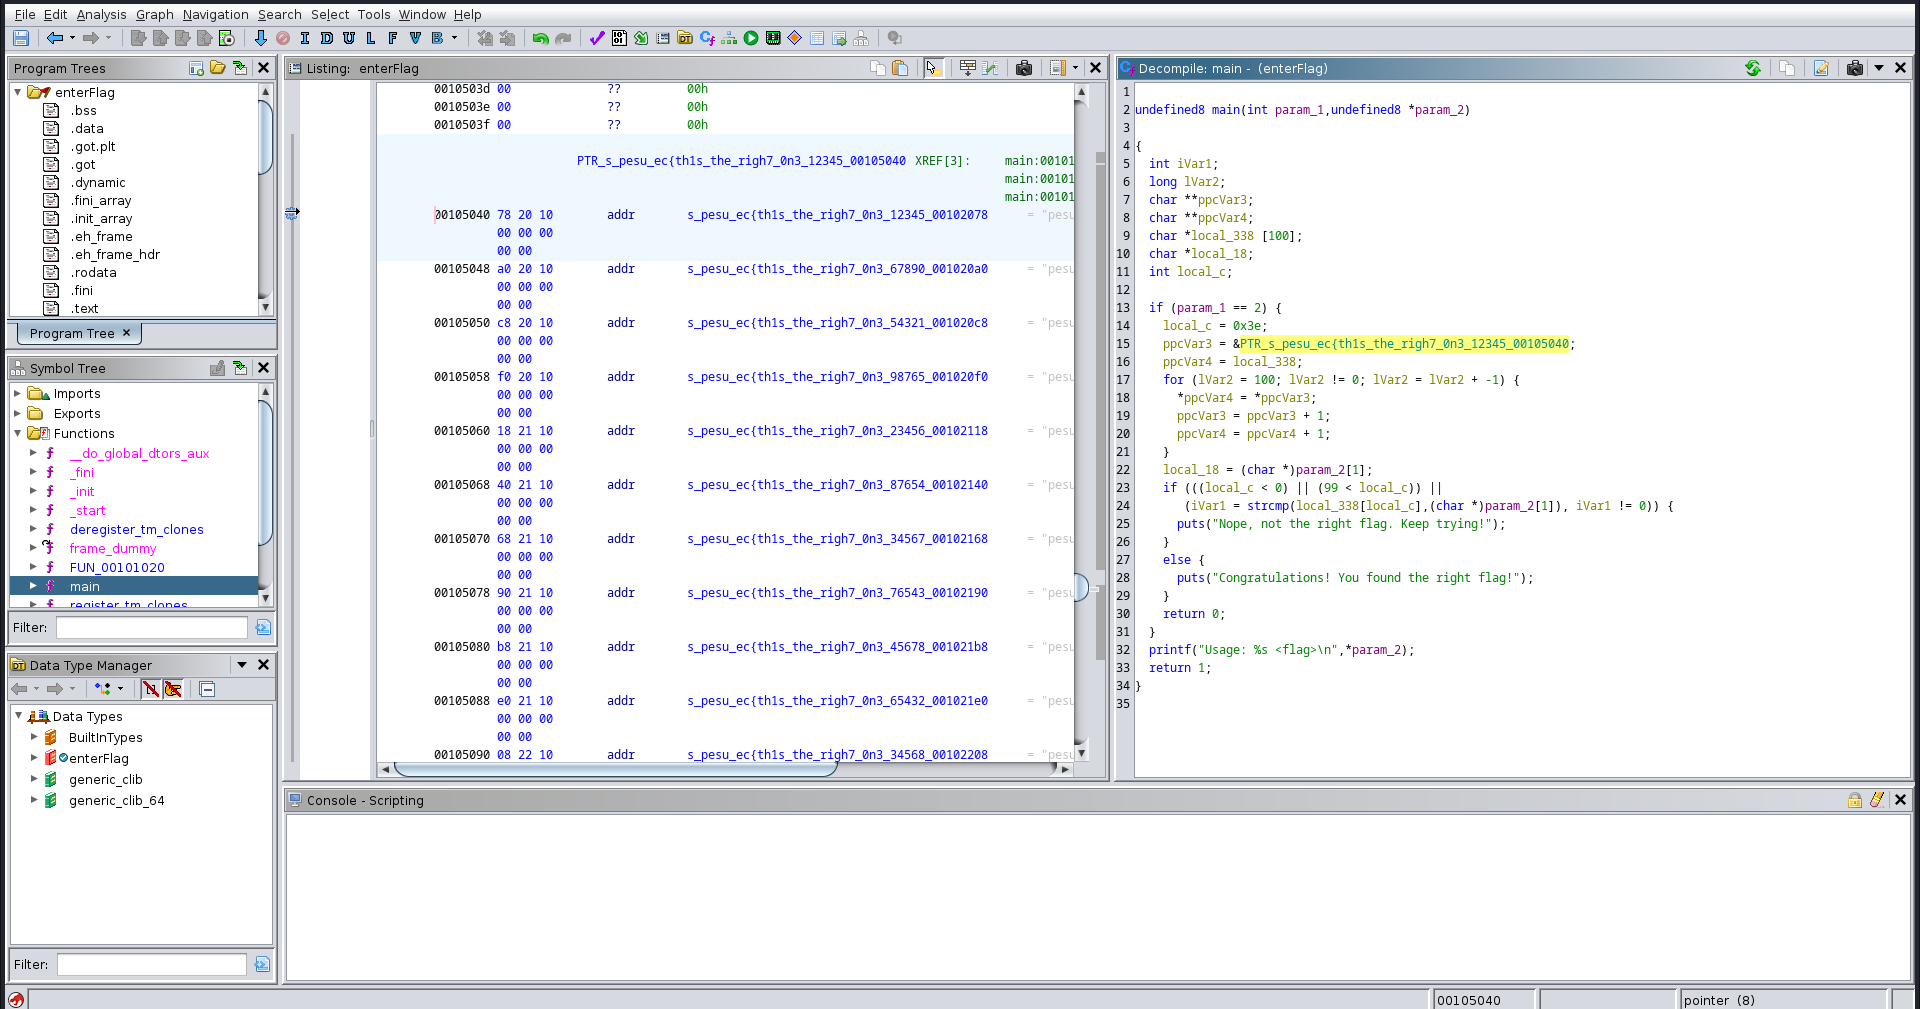 File Edit Analysis Graph Navigation Search Select Tools Window Help
I D U L F V B
Program Trees
enterFlag
.bss
.data
.got.plt
.got
.dynamic
.fini_array
.init_array
.eh_frame
.eh_frame_hdr
.rodata
.fini
.text
Program Tree ×
Symbol Tree
Imports
Exports
Functions
__do_global_dtors_aux
_fini
_init
_start
deregister_tm_clones
frame_dummy
FUN_00101020
main
register_tm_clones
Filter:
Data Type Manager
Data Types
BuiltInTypes
enterFlag
generic_clib
generic_clib_64
Filter:
Listing: enterFlag
0010503d 00 ?? 00h
0010503e 00 ?? 00h
0010503f 00 ?? 00h
PTR_s_pesu_ec{th1s_the_righ7_0n3_12345_00105040 XREF[3]: main:00101
main:00101
main:00101
00105040 78 20 10 addr s_pesu_ec{th1s_the_righ7_0n3_12345_00102078 = "pesu
00 00 00
00 00
00105048 a0 20 10 addr s_pesu_ec{th1s_the_righ7_0n3_67890_001020a0 = "pesu
00 00 00
00 00
00105050 c8 20 10 addr s_pesu_ec{th1s_the_righ7_0n3_54321_001020c8 = "pesu
00 00 00
00 00
00105058 f0 20 10 addr s_pesu_ec{th1s_the_righ7_0n3_98765_001020f0 = "pesu
00 00 00
00 00
00105060 18 21 10 addr s_pesu_ec{th1s_the_righ7_0n3_23456_00102118 = "pesu
00 00 00
00 00
00105068 40 21 10 addr s_pesu_ec{th1s_the_righ7_0n3_87654_00102140 = "pesu
00 00 00
00 00
00105070 68 21 10 addr s_pesu_ec{th1s_the_righ7_0n3_34567_00102168 = "pesu
00 00 00
00 00
00105078 90 21 10 addr s_pesu_ec{th1s_the_righ7_0n3_76543_00102190 = "pesu
00 00 00
00 00
00105080 b8 21 10 addr s_pesu_ec{th1s_the_righ7_0n3_45678_001021b8 = "pesu
00 00 00
00 00
00105088 e0 21 10 addr s_pesu_ec{th1s_the_righ7_0n3_65432_001021e0 = "pesu
00 00 00
00 00
00105090 08 22 10 addr s_pesu_ec{th1s_the_righ7_0n3_34568_00102208 = "pesu
Decompile: main - (enterFlag)
1
2 undefined8 main(int param_1,undefined8 *param_2)
3
4 {
5 int iVar1;
6 long lVar2;
7 char **ppcVar3;
8 char **ppcVar4;
9 char *local_338 [100];
10 char *local_18;
11 int local_c;
12
13 if (param_1 == 2) {
14 local_c = 0x3e;
15 ppcVar3 = &PTR_s_pesu_ec{th1s_the_righ7_0n3_12345_00105040;
16 ppcVar4 = local_338;
17 for (lVar2 = 100; lVar2 != 0; lVar2 = lVar2 + -1) {
18 *ppcVar4 = *ppcVar3;
19 ppcVar3 = ppcVar3 + 1;
20 ppcVar4 = ppcVar4 + 1;
21 }
22 local_18 = (char *)param_2[1];
23 if (((local_c < 0) || (99 < local_c)) ||
24 (iVar1 = strcmp(local_338[local_c],(char *)param_2[1]), iVar1 != 0)) {
25 puts("Nope, not the right flag. Keep trying!");
26 }
27 else {
28 puts("Congratulations! You found the right flag!");
29 }
30 return 0;
31 }
32 printf("Usage: %s <flag>\n",*param_2);
33 return 1;
34 }
35
Console - Scripting
00105040 pointer (8)